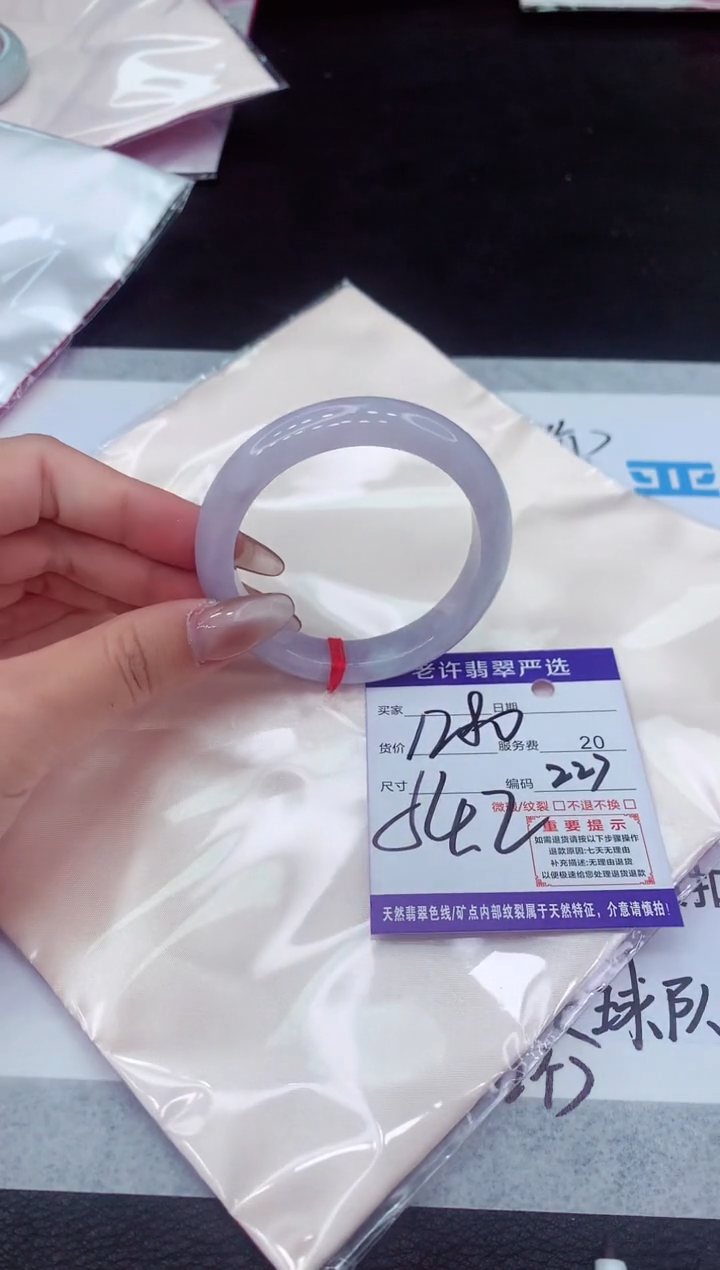 老许翡翠严选
买家 日期
货价 1780 服务费 20
尺寸 54.2 编码 227
微瑕/纹裂 □不退不换 □
重要提示
如需退货请按以下步骤操作
退款原因:七天无理由
补充描述:无理由退货
以便极速给您处理退货退款
天然翡翠色线/矿点内部纹裂属于天然特征，介意请慎拍!
球队